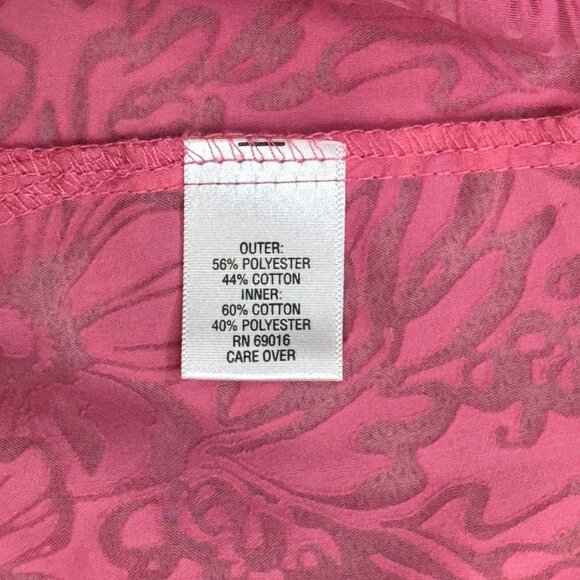 OUTER:
56% POLYESTER
44% COTTON
INNER:
60% COTTON
40% POLYESTER
RN 69016
CARE OVER